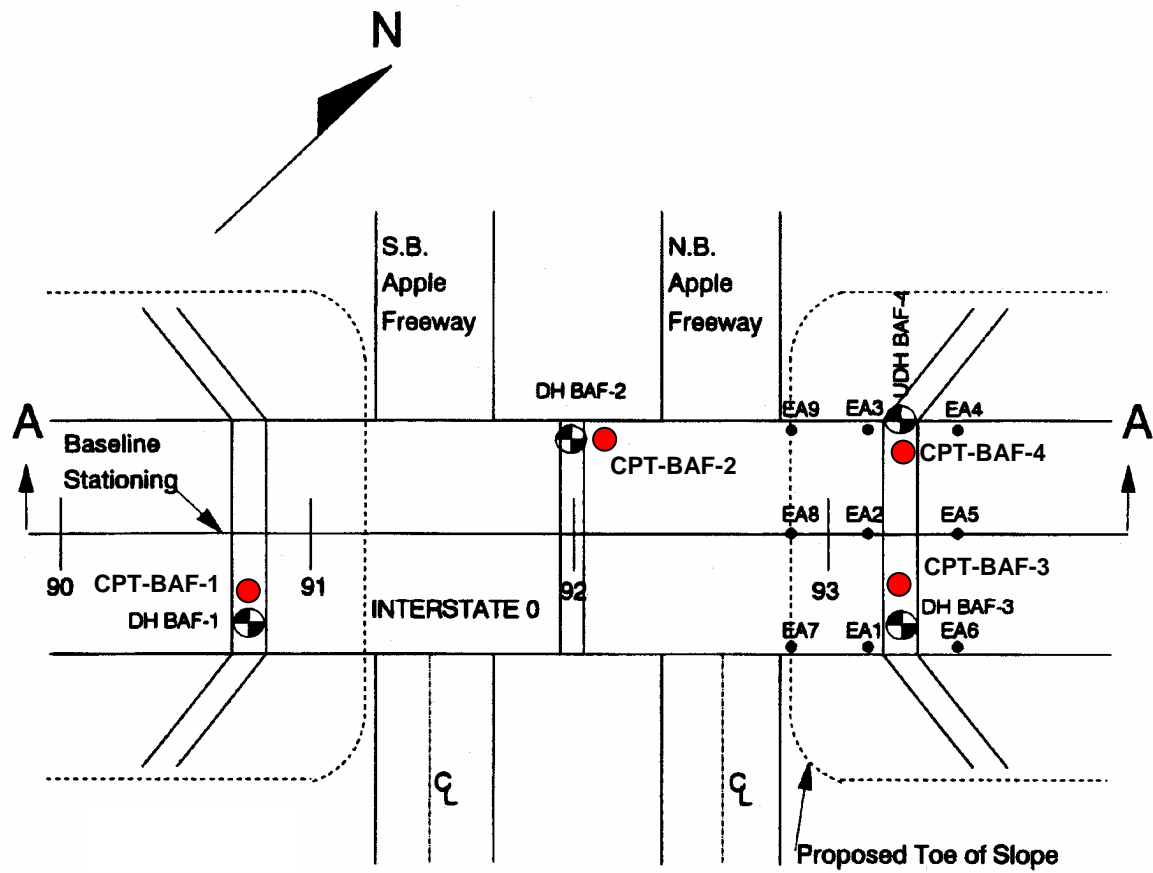 N
S.B.
Apple
Freeway
N.B.
Apple
Freeway
UDH BAF-4
DH BAF-2
EA9
EA3
EA4
A
A
Baseline
Stationing
CPT-BAF-2
CPT-BAF-4
EA8
EA2
EA5
90
CPT-BAF-1
91
92
93
CPT-BAF-3
DH BAF-1
INTERSTATE 0
DH BAF-3
EA7
EA1
EA6
CL
CL
Proposed Toe of Slope